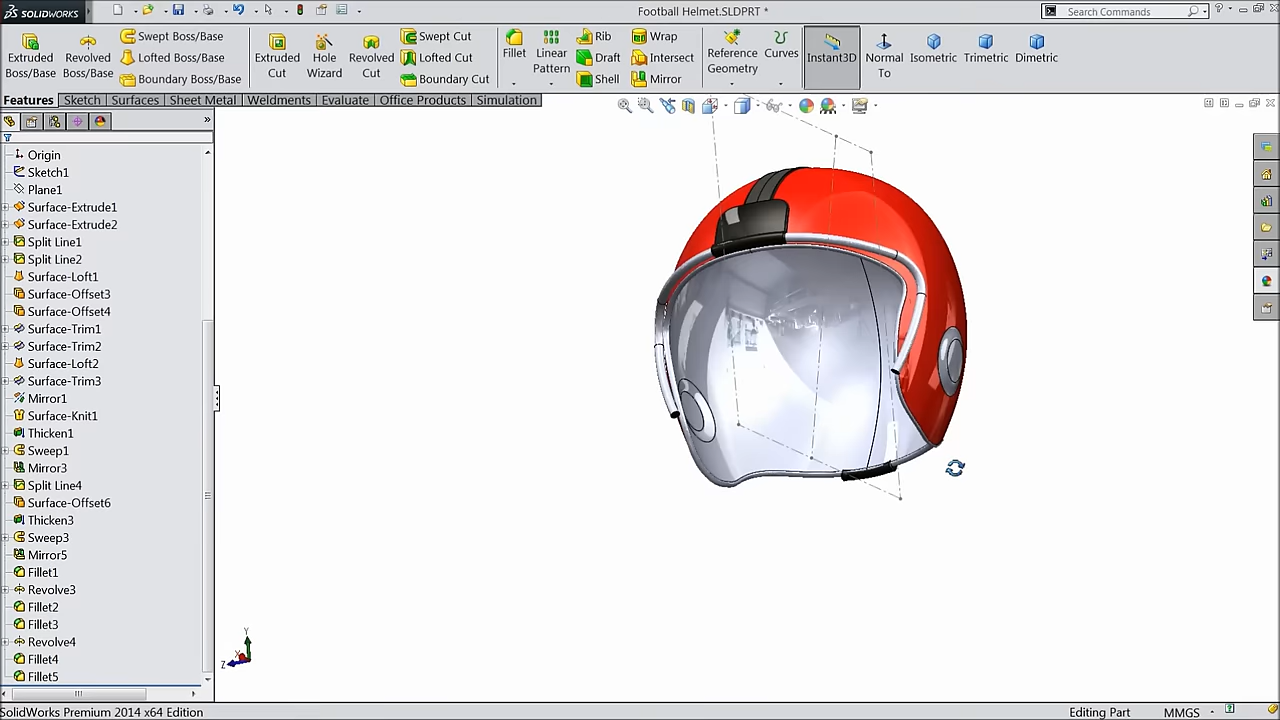 SOLIDWORKS
Football Helmet.SLDPRT *
Search Commands
Extruded Boss/Base
Revolved Boss/Base
Swept Boss/Base
Lofted Boss/Base
Boundary Boss/Base
Extruded Cut
Hole Wizard
Revolved Cut
Swept Cut
Lofted Cut
Boundary Cut
Fillet
Linear Pattern
Rib
Draft
Shell
Wrap
Intersect
Mirror
Reference Geometry
Curves
Instant3D
Normal To
Isometric
Trimetric
Dimetric
Features
Sketch
Surfaces
Sheet Metal
Weldments
Evaluate
Office Products
Simulation
Origin
Sketch1
Plane1
Surface-Extrude1
Surface-Extrude2
Split Line1
Split Line2
Surface-Loft1
Surface-Offset3
Surface-Offset4
Surface-Trim1
Surface-Trim2
Surface-Loft2
Surface-Trim3
Mirror1
Surface-Knit1
Thicken1
Sweep1
Mirror3
Split Line4
Surface-Offset6
Thicken3
Sweep3
Mirror5
Fillet1
Revolve3
Fillet2
Fillet3
Revolve4
Fillet4
Fillet5
Y
X
Z
SolidWorks Premium 2014 x64 Edition
Editing Part
MMGS